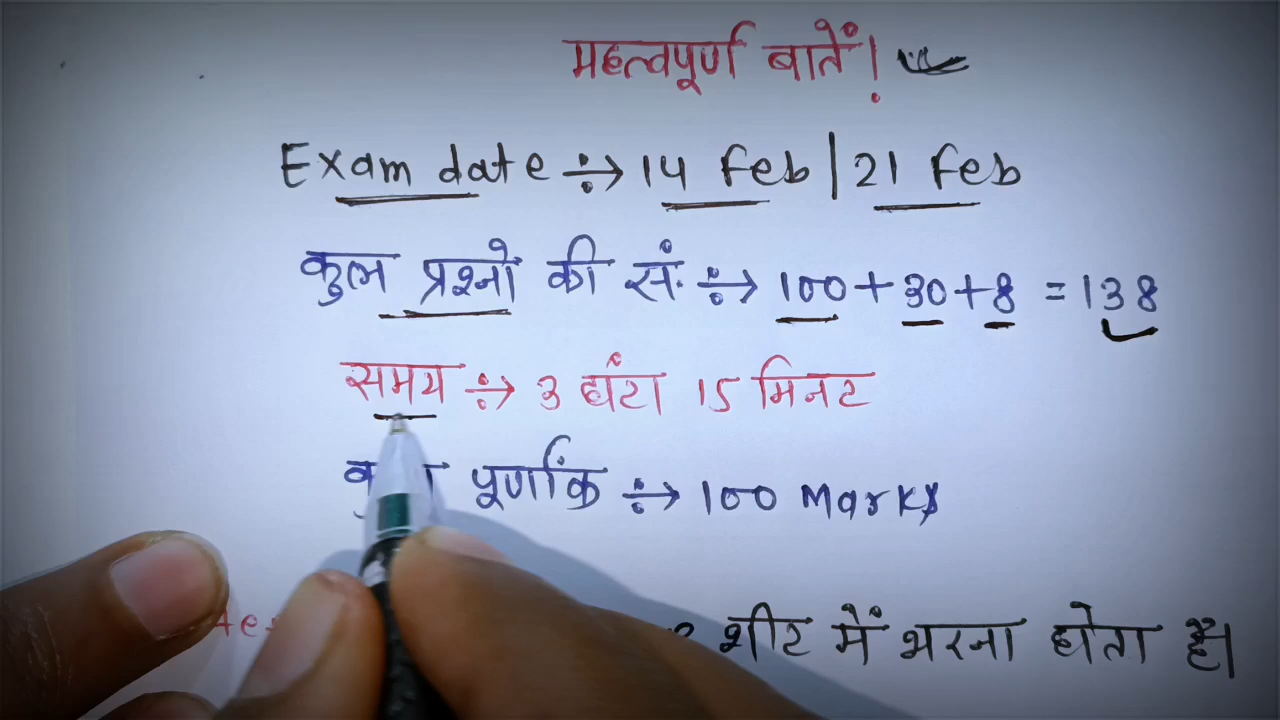 महत्वपूर्ण बातें!
Exam date ÷→ 14 feb | 21 feb
कुल प्रश्नो की सं. ÷→ 100+30+8 = 138
समय ÷→ 3 घंटा 15 मिनट
पूर्णांक ÷→ 100 Marks
शीट में भरना होता है।